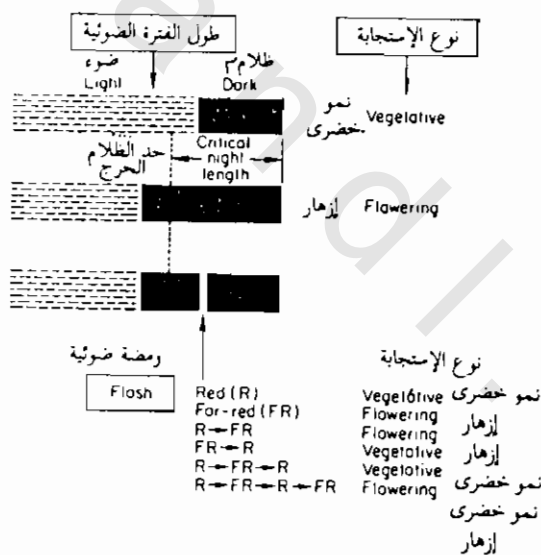 طول الفترة الضوئية
نوع الإستجابة
ضوء
Light
ظلام
Dark
نمو
خضرى
Vegetative
حد الظلام
الحرج
Critical
night
length
إزهار Flowering
ومضة ضوئية
نوع الإستجابة
Flash
Red (R) Vegetative نمو خضرى
Far-red (FR) Flowering إزهار
R→FR Flowering إزهار
FR→R Vegetative نمو خضرى
R→FR→R Vegetative نمو خضرى
R→FR→R→FR Flowering إزهار